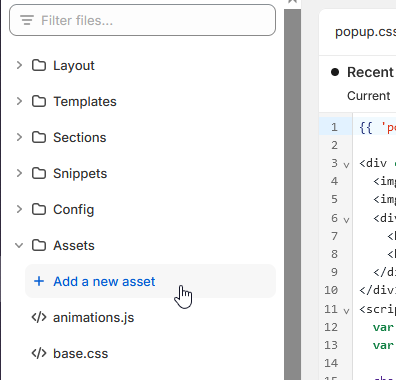 Filter files...
Layout
Templates
Sections
Snippets
Config
Assets
+ Add a new asset
</> animations.js
</> base.css
popup.css
Recent
Current
1 {{ 'p
2
3 <div
4 <img
5 <img
6 <div
7 <h
8 <h
9 </di
10 </div>
11 <scrip
12 var
13 var
14